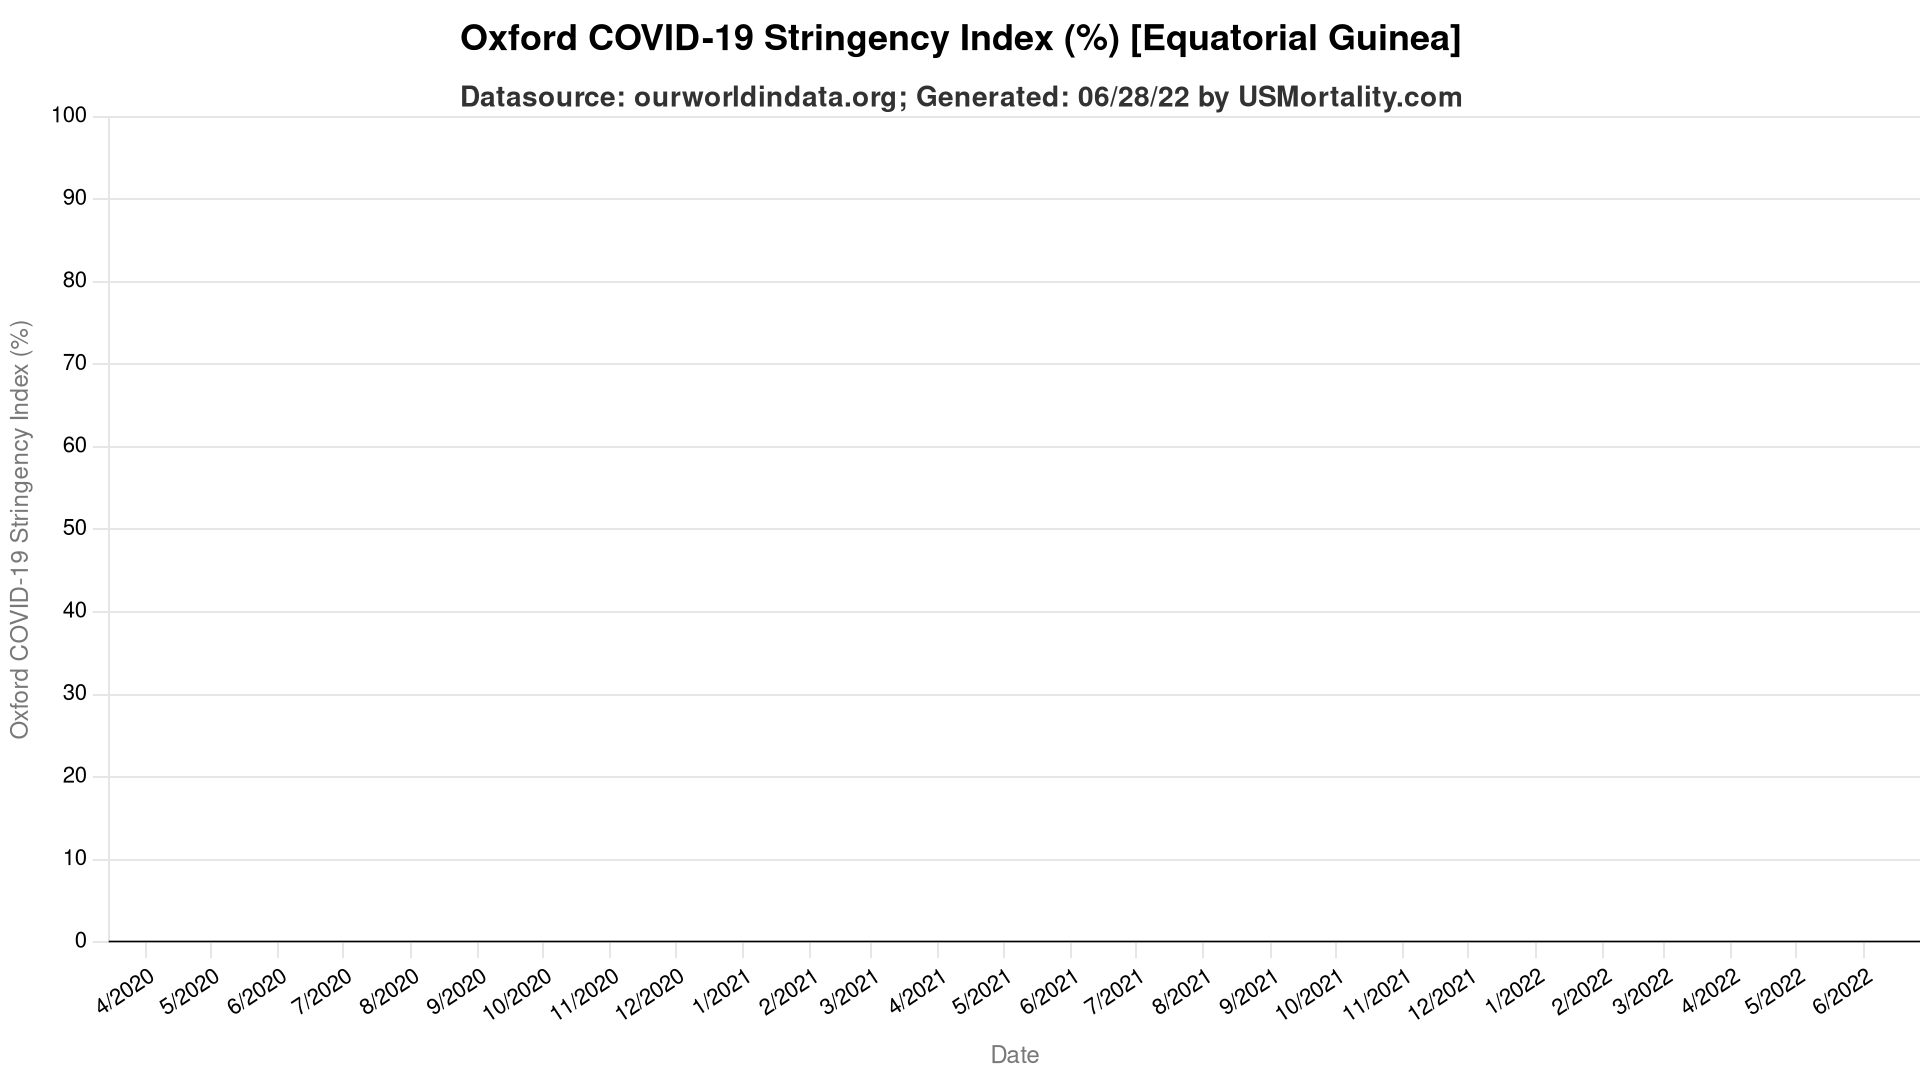 Oxford COVID-19 Stringency Index (%) [Equatorial Guinea]
Datasource: ourworldindata.org; Generated: 06/28/22 by USMortality.com
Oxford COVID-19 Stringency Index (%)
100
90
80
70
60
50
40
30
20
10
0
4/2020 5/2020 6/2020 7/2020 8/2020 9/2020 10/2020 11/2020 12/2020 1/2021 2/2021 3/2021 4/2021 5/2021 6/2021 7/2021 8/2021 9/2021 10/2021 11/2021 12/2021 1/2022 2/2022 3/2022 4/2022 5/2022 6/2022
Date